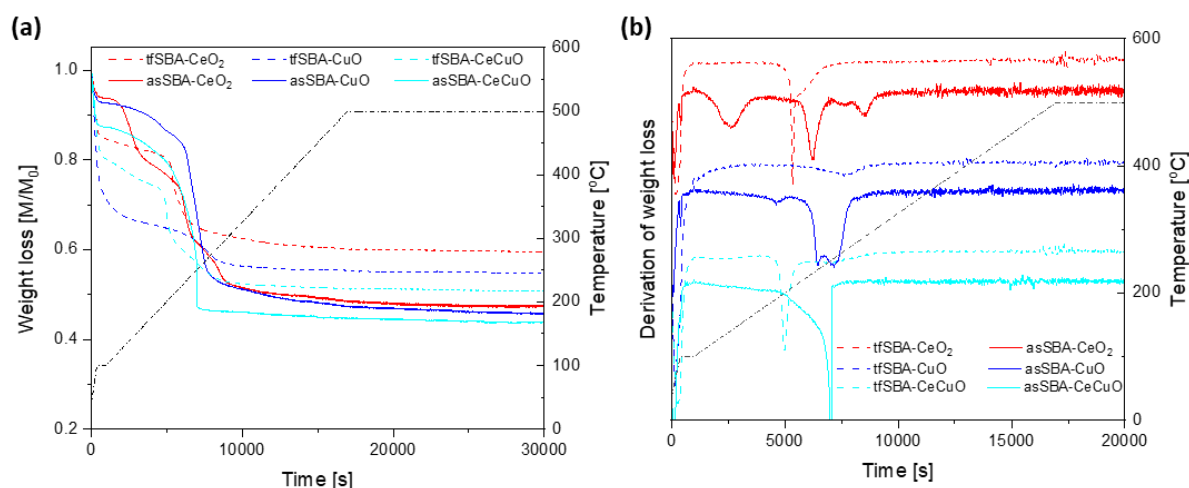 (a)
tfSBA-CeO₂ tfSBA-CuO tfSBA-CeCuO
asSBA-CeO₂ asSBA-CuO asSBA-CeCuO
1.0
0.8
0.6
0.4
0.2
Weight loss [M/M₀]
0 10000 20000 30000
Time [s]
600
500
400
300
200
100
0
Temperature [°C]
(b)
Derivation of weight loss
tfSBA-CeO₂ asSBA-CeO₂
tfSBA-CuO asSBA-CuO
tfSBA-CeCuO asSBA-CeCuO
0 5000 10000 15000 20000
Time [s]
600
400
200
0
Temperature [°C]